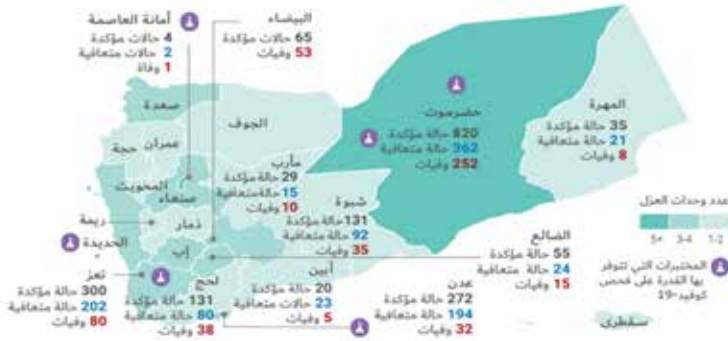 أمانة العاصمة
4 حالات مؤكدة
2 حالات متعافية
1 وفاة
البيضاء
65 حالات مؤكدة
53 وفيات
صعدة
الجوف
عمران
حجة
المحويت
صنعاء
ريمة
ذمار
الحديدة
إب
حضرموت
820 حالة مؤكدة
362 حالة متعافية
252 وفيات
المهرة
35 حالة مؤكدة
21 حالة متعافية
8 وفيات
مأرب
29 حالة مؤكدة
15 حالة متعافية
10 وفيات
شبوة
131 حالة مؤكدة
92 حالة متعافية
35 وفيات
الضالع
55 حالة مؤكدة
24 حالة متعافية
15 وفيات
أبين
20 حالة مؤكدة
23 حالات متعافية
5 وفيات
لحج
131 حالة مؤكدة
80 حالة متعافية
38 وفيات
تعز
300 حالة مؤكدة
202 حالة متعافية
80 وفيات
عدن
272 حالة مؤكدة
194 حالة متعافية
32 وفيات
عدد وحدات العزل
5+
3-4
1-2
المختبرات التي تتوفر
بها القدرة على فحص
كوفيد-19
سقطرى